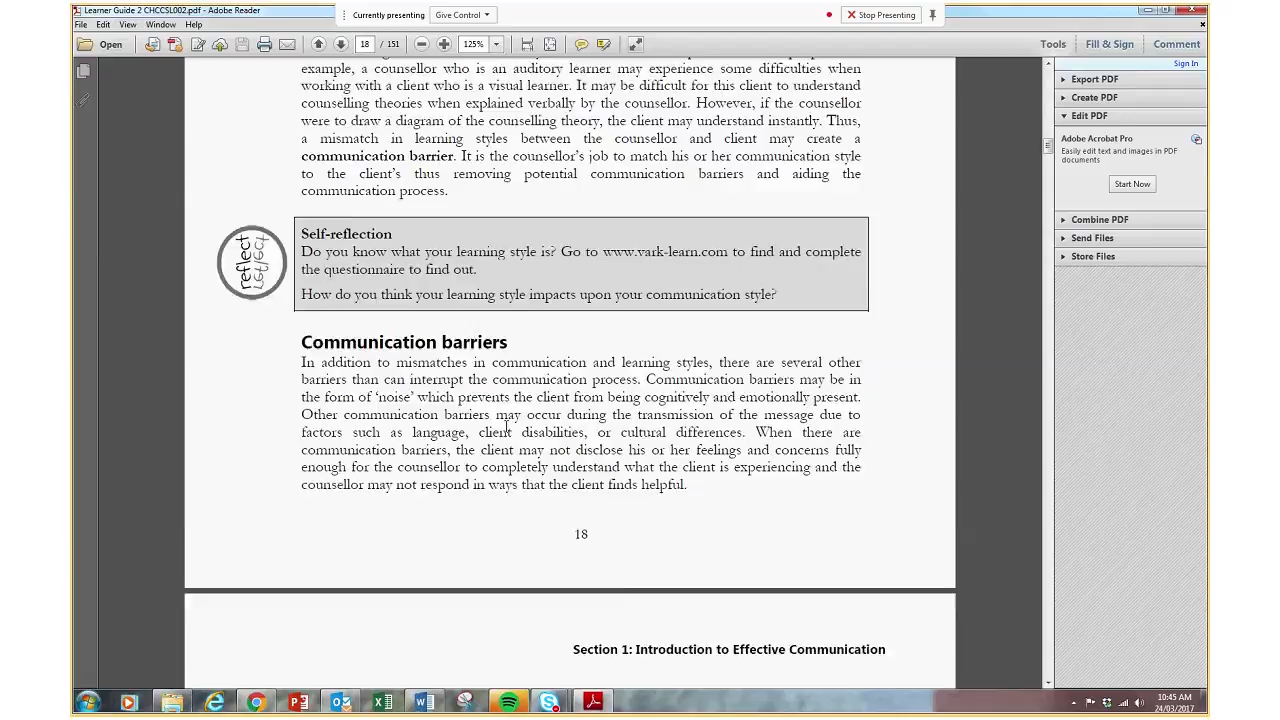 Learner Guide 2 CHCCSL002.pdf - Adobe Reader
Currently presenting Give Control Stop Presenting
File Edit View Window Help
Open 18 / 151 125% Tools Fill & Sign Comment
Sign In
Export PDF
Create PDF
Edit PDF
Adobe Acrobat Pro
Easily edit text and images in PDF
documents
Start Now
Combine PDF
Send Files
Store Files
example, a counsellor who is an auditory learner may experience some difficulties when
working with a client who is a visual learner. It may be difficult for this client to understand
counselling theories when explained verbally by the counsellor. However, if the counsellor
were to draw a diagram of the counselling theory, the client may understand instantly. Thus,
a mismatch in learning styles between the counsellor and client may create a
communication barrier. It is the counsellor's job to match his or her communication style
to the client's thus removing potential communication barriers and aiding the
communication process.
reflect
Self-reflection
Do you know what your learning style is? Go to www.vark-learn.com to find and complete
the questionnaire to find out.
How do you think your learning style impacts upon your communication style?
Communication barriers
In addition to mismatches in communication and learning styles, there are several other
barriers than can interrupt the communication process. Communication barriers may be in
the form of 'noise' which prevents the client from being cognitively and emotionally present.
Other communication barriers may occur during the transmission of the message due to
factors such as language, client disabilities, or cultural differences. When there are
communication barriers, the client may not disclose his or her feelings and concerns fully
enough for the counsellor to completely understand what the client is experiencing and the
counsellor may not respond in ways that the client finds helpful.
18
Section 1: Introduction to Effective Communication
10:45 AM
24/03/2017